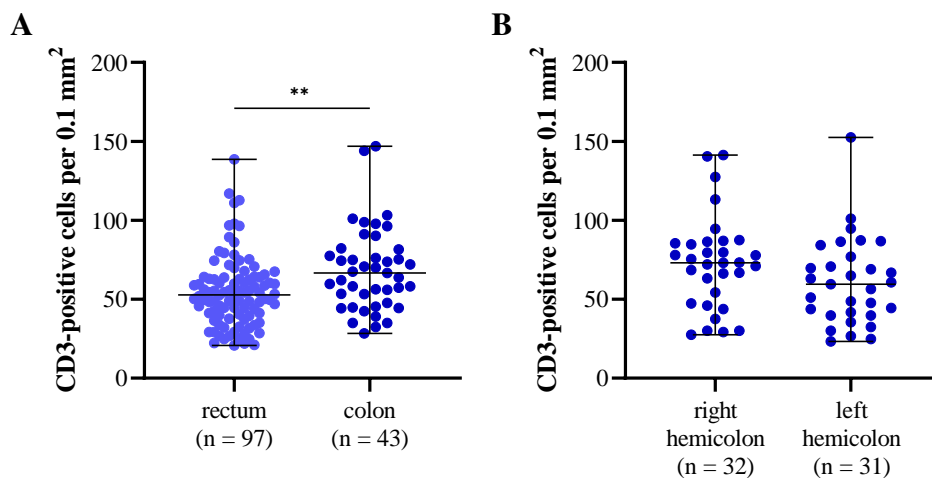 A
CD3-positive cells per 0.1 mm²
200
150
100
50
0
**
rectum
(n = 97)
colon
(n = 43)
B
CD3-positive cells per 0.1 mm²
200
150
100
50
0
right
hemicolon
(n = 32)
left
hemicolon
(n = 31)